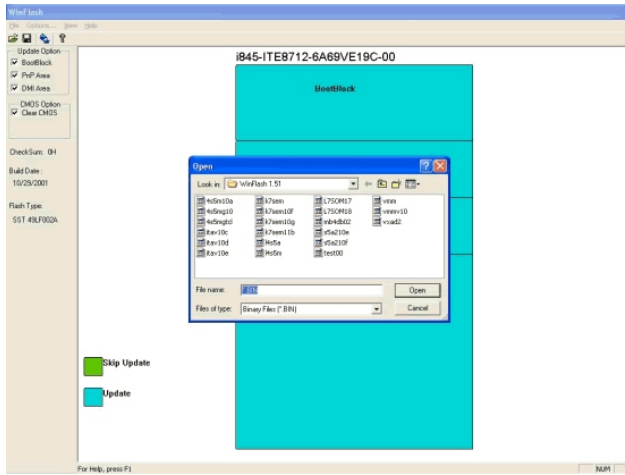 WinFlash
File Options... View Help
Update Option
BootBlock
PnP Area
DMI Area
CMOS Option
Clear CMOS
CheckSum: 0H
Build Date :
10/29/2001
Flash Type:
SST 49LF002A
i845-ITE8712-6A69VE19C-00
BootBlock
Open
Look in: WinFlash 1.51
4s5m10a
4s5mg10
4s5mgtd
itav10c
itav10d
itav10e
k7sem
k7sem10f
k7sem10g
k7sem11b
l4s5a
l4s5m
L7SOM17
L7SOM18
mb4db02
s5a210e
s5a210f
test00
vmm
vmmv10
vxad2
File name: *.BIN
Open
Files of type: Binary Files (*.BIN)
Cancel
Skip Update
Update
For Help, press F1
NUM